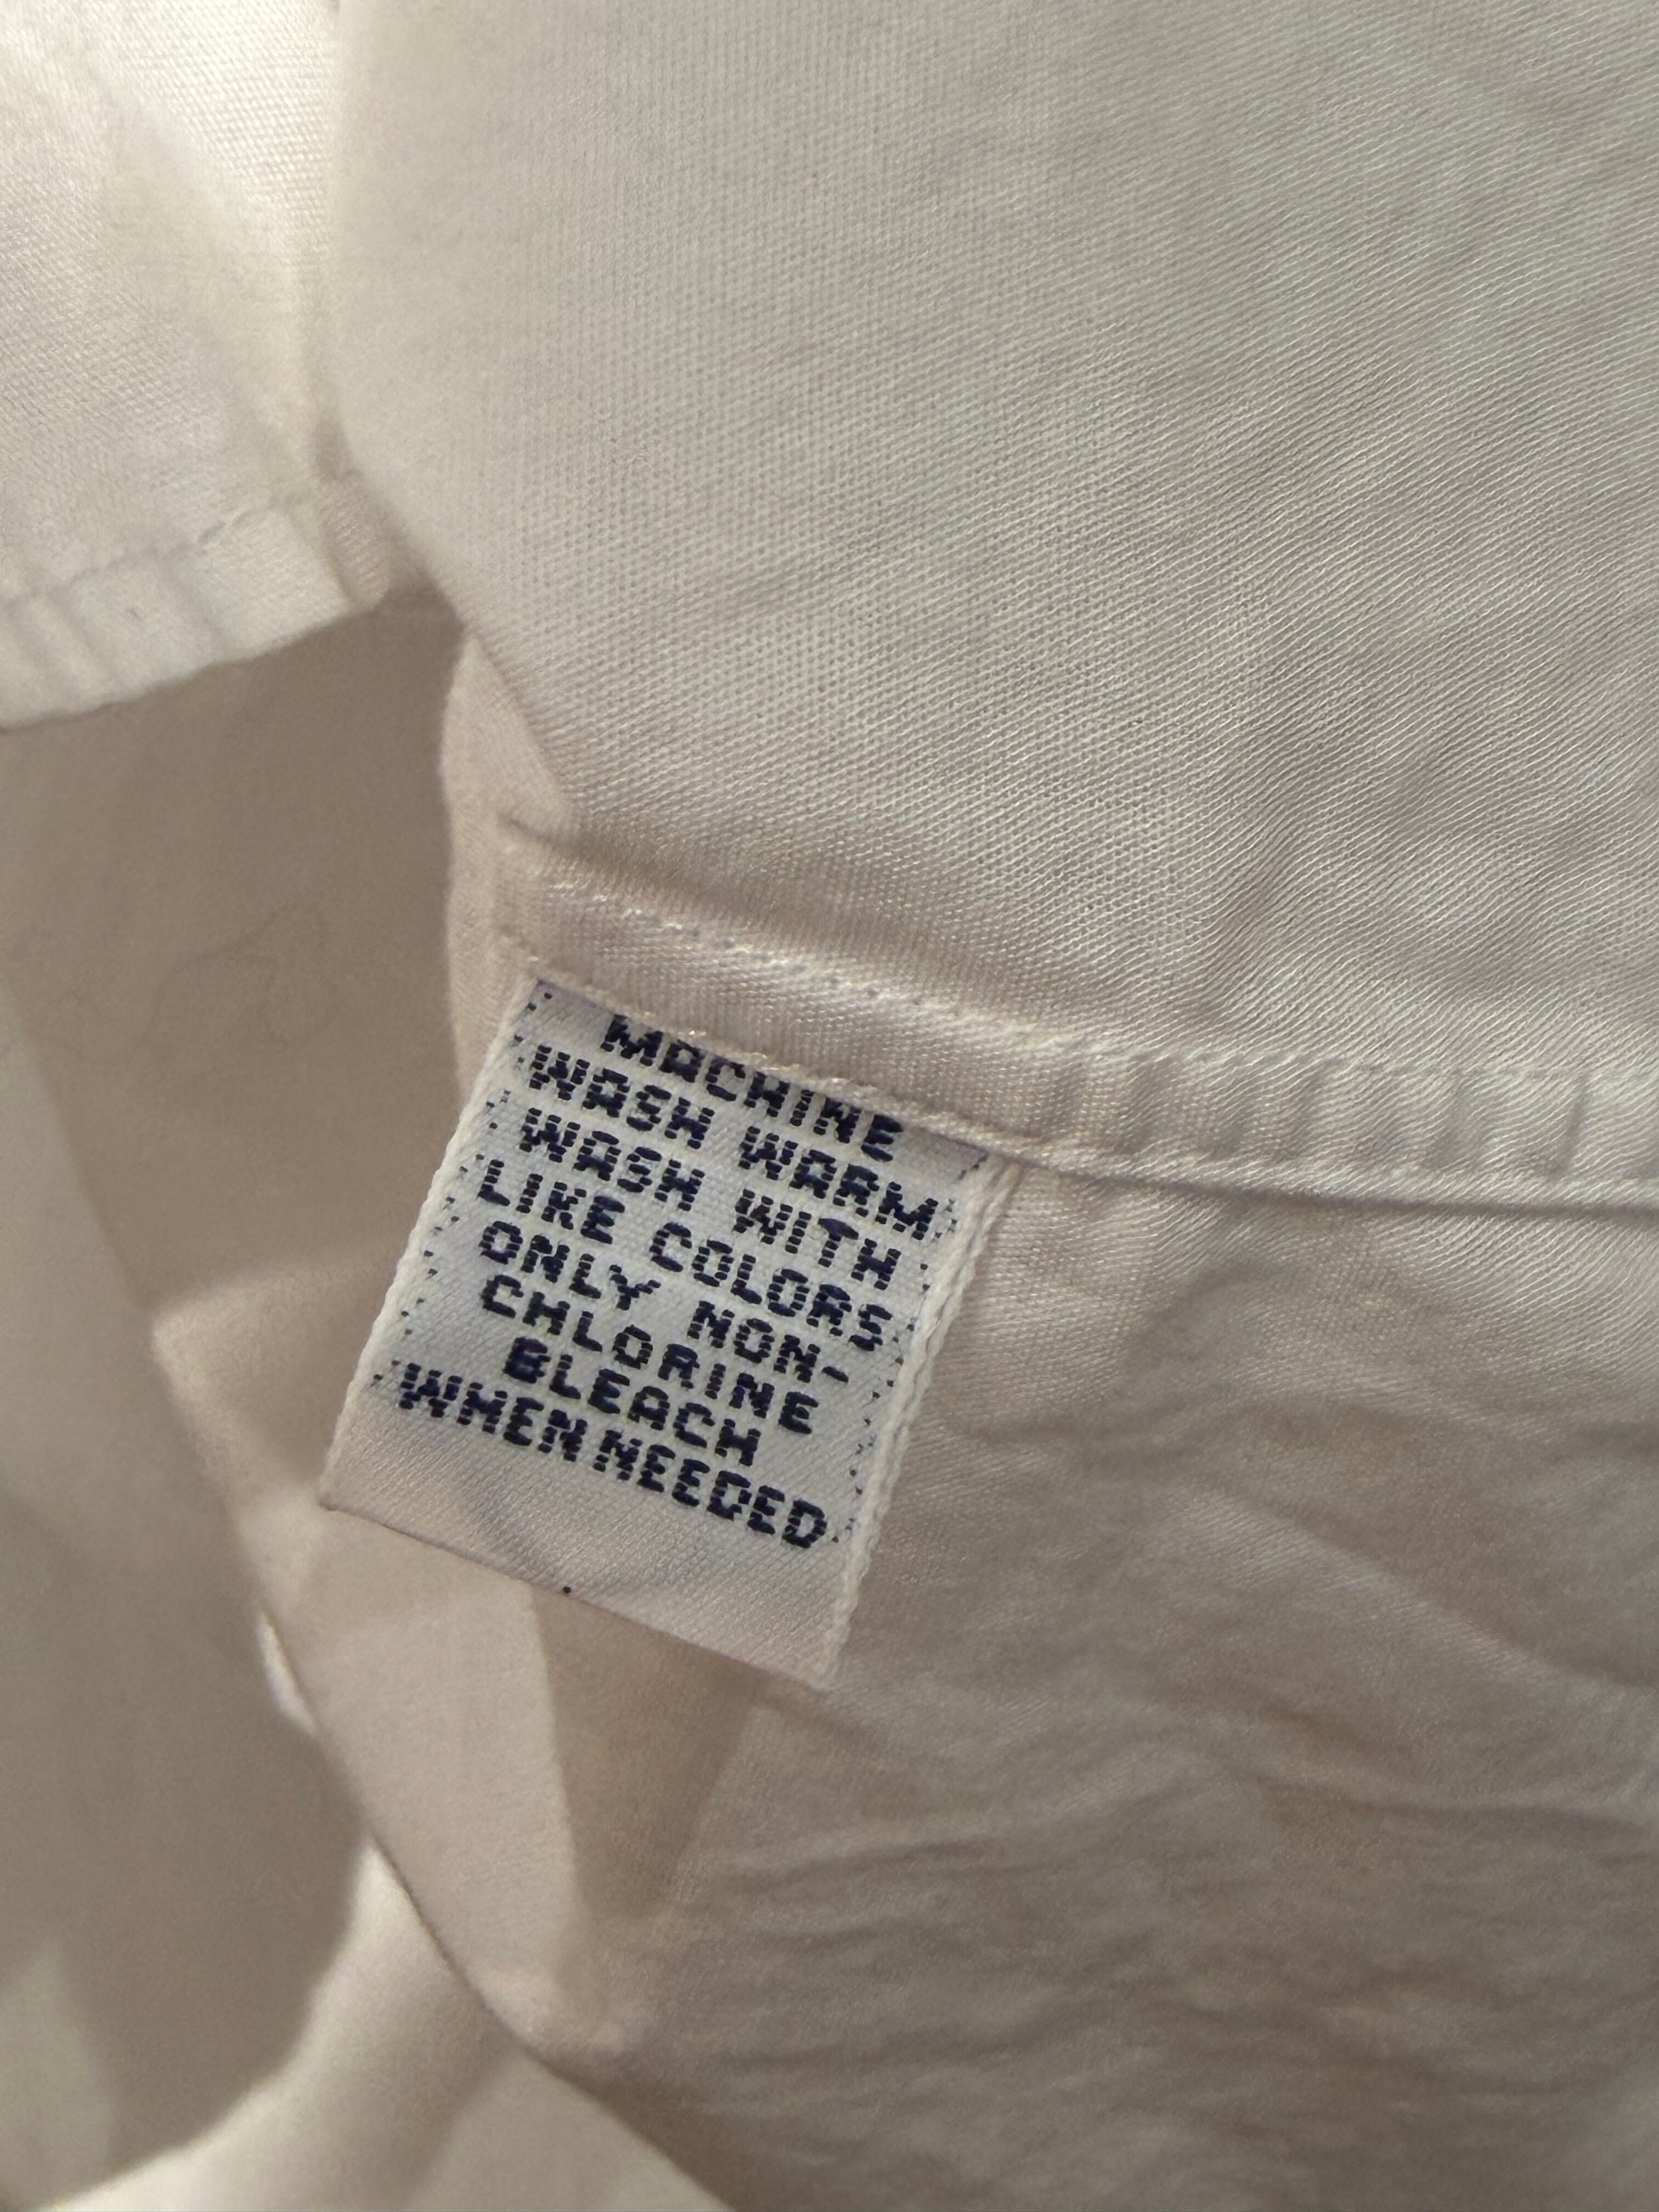 MACHINE
WASH WARM
WASH WITH
LIKE COLORS
ONLY NON-
CHLORINE
BLEACH
WHEN NEEDED